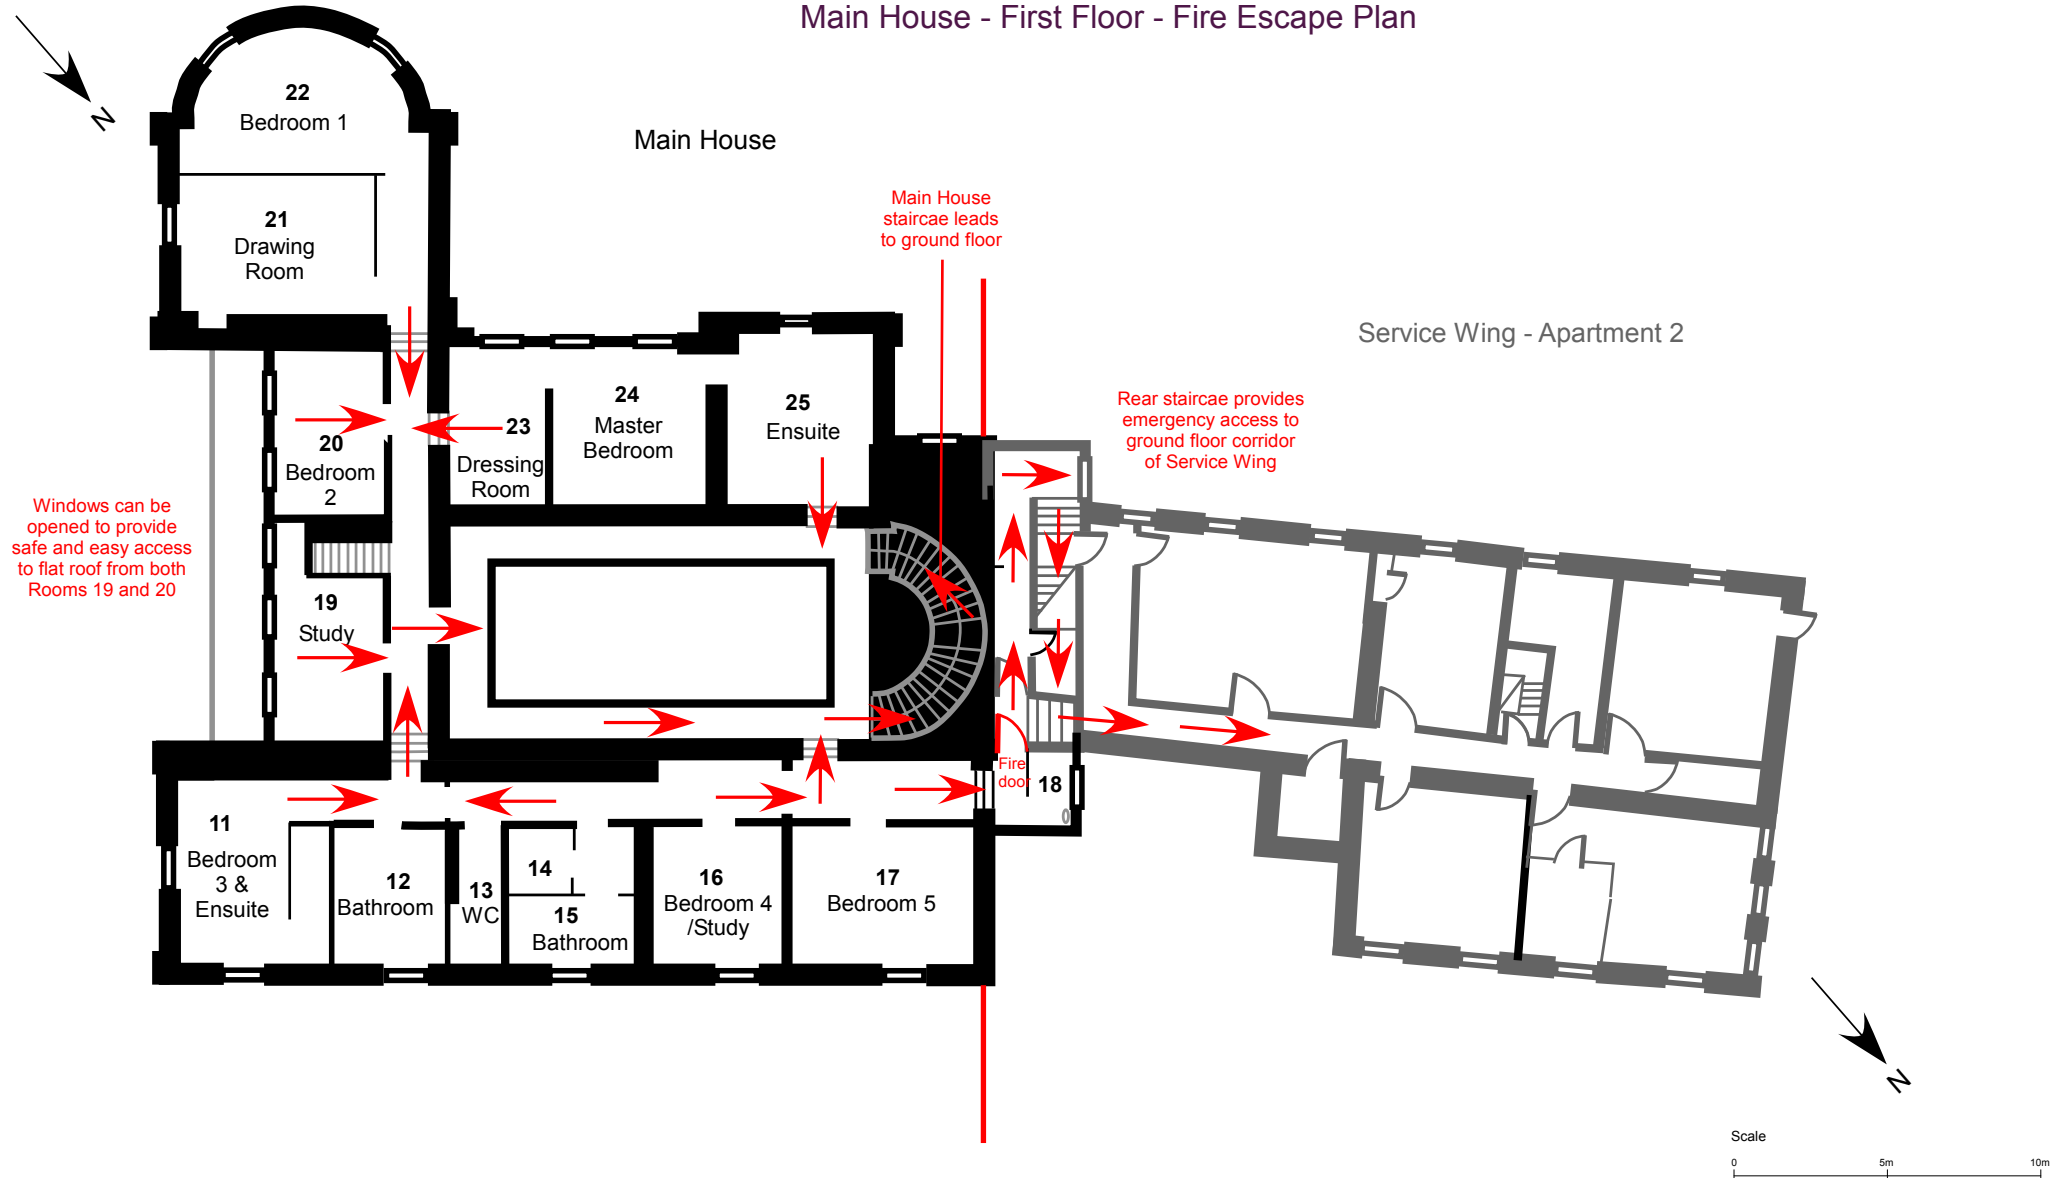 Main House - First Floor - Fire Escape Plan
N
22
Bedroom 1
Main House
21
Drawing
Room
Main House
staircae leads
to ground floor
Service Wing - Apartment 2
24
Master
Bedroom
25
Ensuite
Rear staircae provides
emergency access to
ground floor corridor
of Service Wing
23
Dressing
Room
20
Bedroom
2
Windows can be
opened to provide
safe and easy access
to flat roof from both
Rooms 19 and 20
19
Study
Fire
door
18
11
Bedroom
3 &
Ensuite
12
Bathroom
13
WC
14
15
Bathroom
16
Bedroom 4
/Study
17
Bedroom 5
N
Scale
0 5m 10m